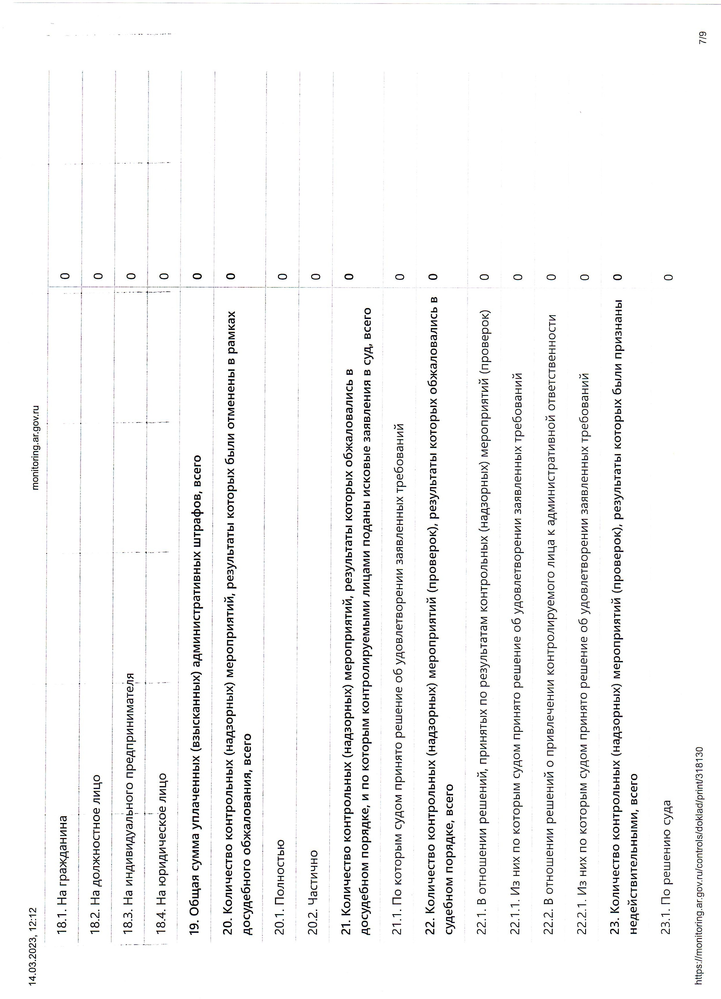 14.03.2023, 12:12
monitoring.ar.gov.ru
18.1. На гражданина 0
18.2. На должностное лицо 0
18.3. На индивидуального предпринимателя 0
18.4. На юридическое лицо 0
19. Общая сумма уплаченных (взысканных) административных штрафов, всего 0
20. Количество контрольных (надзорных) мероприятий, результаты которых были отменены в рамках 0
досудебного обжалования, всего
20.1. Полностью 0
20.2. Частично 0
21. Количество контрольных (надзорных) мероприятий, результаты которых обжаловались в 0
досудебном порядке, и по которым контролируемыми лицами поданы исковые заявления в суд, всего
21.1. По которым судом принято решение об удовлетворении заявленных требований 0
22. Количество контрольных (надзорных) мероприятий (проверок), результаты которых обжаловались в 0
судебном порядке, всего
22.1. В отношении решений, принятых по результатам контрольных (надзорных) мероприятий (проверок) 0
22.1.1. Из них по которым судом принято решение об удовлетворении заявленных требований 0
22.2. В отношении решений о привлечении контролируемого лица к административной ответственности 0
22.2.1. Из них по которым судом принято решение об удовлетворении заявленных требований 0
23. Количество контрольных (надзорных) мероприятий (проверок), результаты которых были признаны 0
недействительными, всего
23.1. По решению суда 0
https://monitoring.ar.gov.ru/controls/doklad/print/318130
7/9